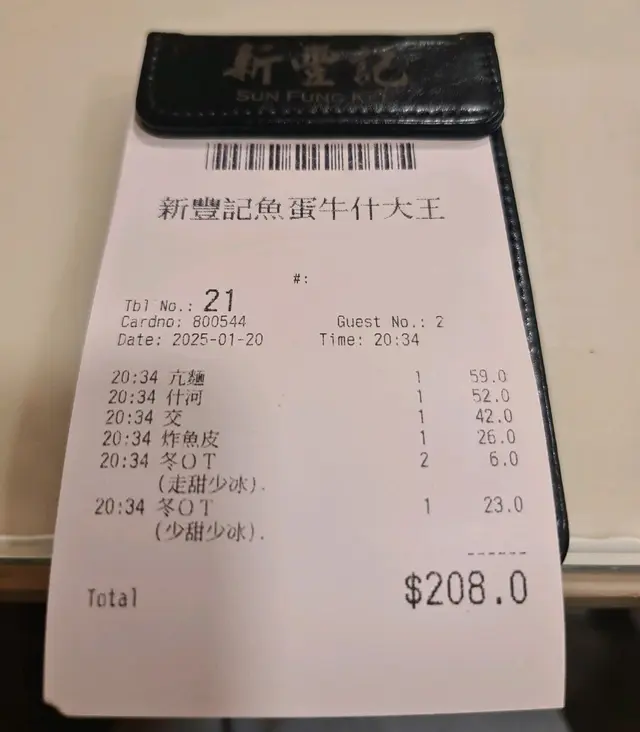 新豐記
SUN FUNG KEE
新豐記魚蛋牛什大王
#:
Tbl No.: 21
Cardno: 800544 Guest No.: 2
Date: 2025-01-20 Time: 20:34
20:34 亢麵 1 59.0
20:34 什河 1 52.0
20:34 交 1 42.0
20:34 炸魚皮 1 26.0
20:34 冬OT 2 6.0
(走甜少冰).
20:34 冬OT 1 23.0
(少甜少冰).
------
Total $208.0